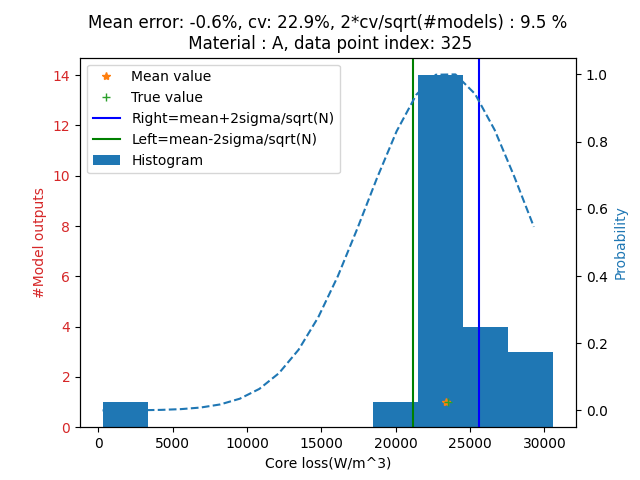 Mean error: -0.6%, cv: 22.9%, 2*cv/sqrt(#models) : 9.5 %
Material : A, data point index: 325
Mean value
True value
Right=mean+2sigma/sqrt(N)
Left=mean-2sigma/sqrt(N)
Histogram
#Model outputs
14
12
10
8
6
4
2
0
1.0
0.8
0.6
0.4
0.2
0.0
Probability
0 5000 10000 15000 20000 25000 30000
Core loss(W/m^3)